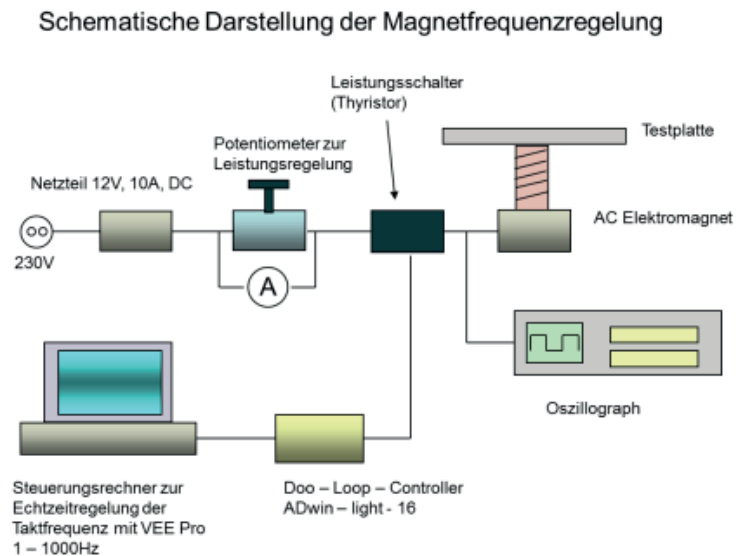 Schematische Darstellung der Magnetfrequenzregelung
Leistungsschalter
(Thyristor)
Testplatte
Potentiometer zur
Leistungsregelung
Netzteil 12V, 10A, DC
AC Elektromagnet
230V
A
Oszillograph
Steuerungsrechner zur
Echtzeitregelung der
Taktfrequenz mit VEE Pro
1 – 1000Hz
Doo – Loop – Controller
ADwin – light - 16